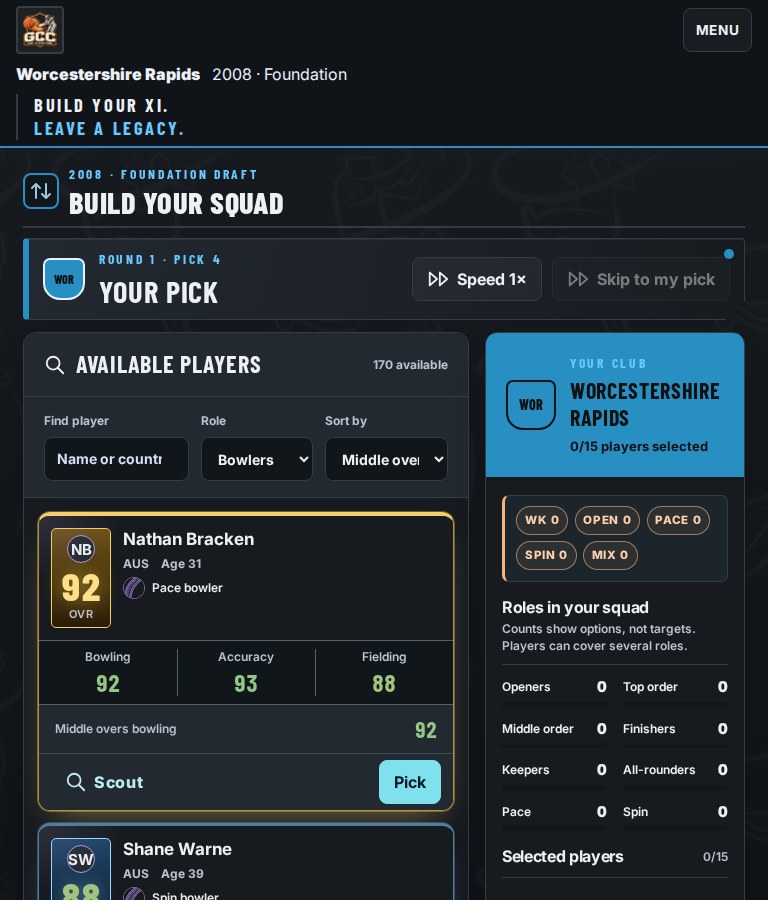 GCC
MENU
Worcestershire Rapids 2008 · Foundation
BUILD YOUR XI.
LEAVE A LEGACY.
2008 · FOUNDATION DRAFT
BUILD YOUR SQUAD
WOR
ROUND 1 · PICK 4
YOUR PICK
Speed 1×
Skip to my pick
AVAILABLE PLAYERS
170 available
Find player
Role
Sort by
Name or countr
Bowlers
Middle over
NB
92
OVR
Nathan Bracken
AUS Age 31
Pace bowler
Bowling
92
Accuracy
93
Fielding
88
Middle overs bowling
92
Scout
Pick
SW
88
Shane Warne
AUS Age 39
Spin bowler
WOR
YOUR CLUB
WORCESTERSHIRE
RAPIDS
0/15 players selected
WK 0
OPEN 0
PACE 0
SPIN 0
MIX 0
Roles in your squad
Counts show options, not targets.
Players can cover several roles.
Openers 0
Top order 0
Middle order 0
Finishers 0
Keepers 0
All-rounders 0
Pace 0
Spin 0
Selected players 0/15